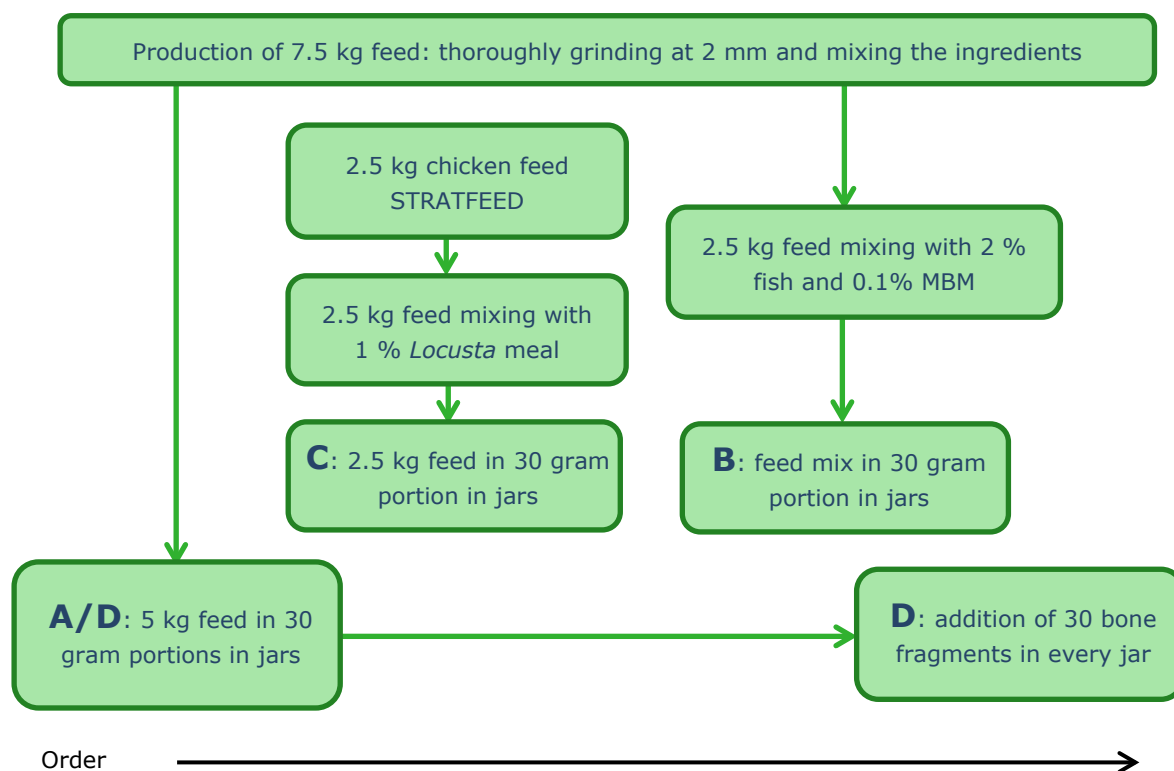 Production of 7.5 kg feed: thoroughly grinding at 2 mm and mixing the ingredients
2.5 kg chicken feed
STRATFEED
2.5 kg feed mixing with
1 % Locusta meal
C: 2.5 kg feed in 30 gram
portion in jars
2.5 kg feed mixing with 2 %
fish and 0.1% MBM
B: feed mix in 30 gram
portion in jars
A/D: 5 kg feed in 30
gram portions in jars
D: addition of 30 bone
fragments in every jar
Order